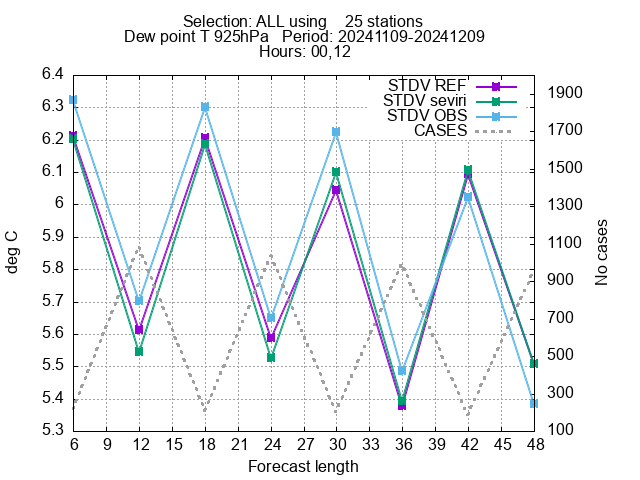 Selection: ALL using    25 stations
Dew point T 925hPa   Period: 20241109-20241209
Hours: 00,12
STDV REF
STDV seviri
STDV OBS
CASES
6.4
6.3
6.2
6.1
6
5.9
5.8
5.7
5.6
5.5
5.4
5.3
deg C
1900
1700
1500
1300
1100
900
700
500
300
100
No cases
6 9 12 15 18 21 24 27 30 33 36 39 42 45 48
Forecast length